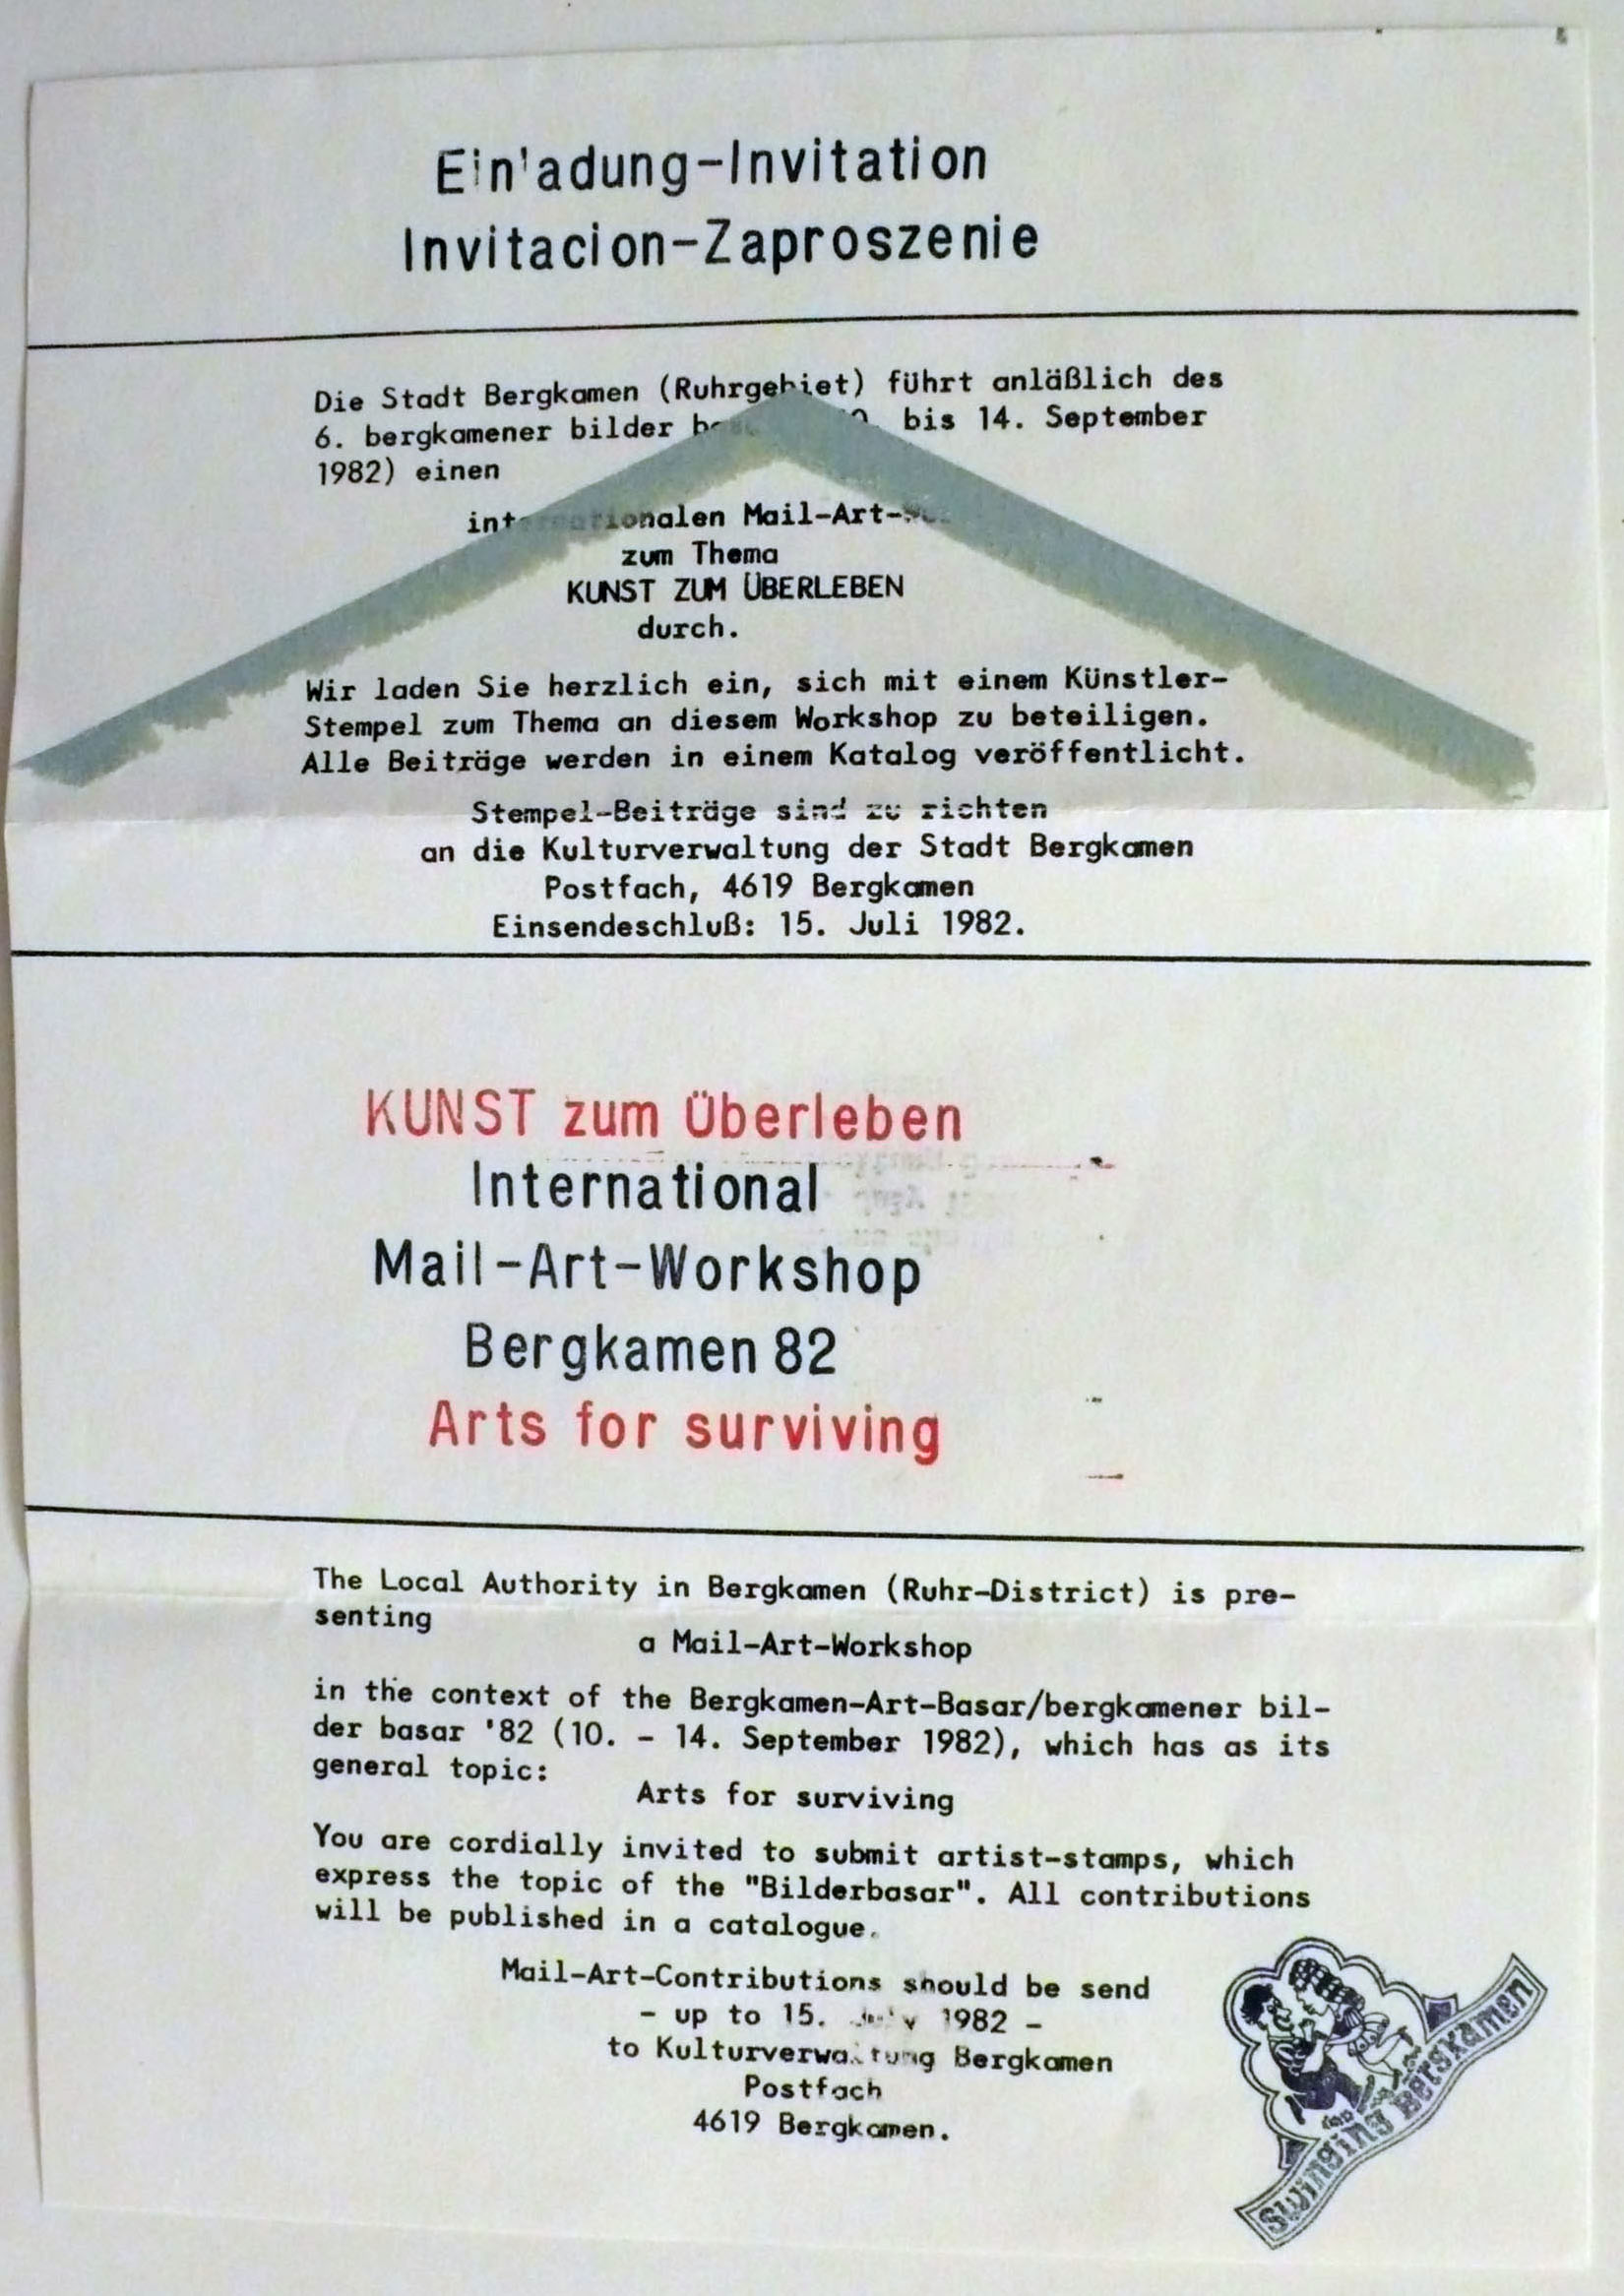 Ein'adung-Invitation
Invitacion-Zaproszenie
Die Stadt Bergkamen (Ruhrgebiet) führt anläßlich des
6. bergkamener bilder bis 14. September
1982) einen
internationalen Mail-Art-
zum Thema
KUNST ZUM ÜBERLEBEN
durch.
Wir laden Sie herzlich ein, sich mit einem Künstler-
Stempel zum Thema an diesem Workshop zu beteiligen.
Alle Beiträge werden in einem Katalog veröffentlicht.
Stempel-Beiträge sind zu richten
an die Kulturverwaltung der Stadt Bergkamen
Postfach, 4619 Bergkamen
Einsendeschluß: 15. Juli 1982.
KUNST zum Überleben
International
Mail-Art-Workshop
Bergkamen 82
Arts for surviving
The Local Authority in Bergkamen (Ruhr-District) is pre-
senting
a Mail-Art-Workshop
in the context of the Bergkamen-Art-Basar/bergkamener bil-
der basar '82 (10. - 14. September 1982), which has as its
general topic:
Arts for surviving
You are cordially invited to submit artist-stamps, which
express the topic of the "Bilderbasar". All contributions
will be published in a catalogue.
Mail-Art-Contributions should be send
- up to 15. July 1982 -
to Kulturverwaltung Bergkamen
Postfach
4619 Bergkamen.
Swinging Bergkamen